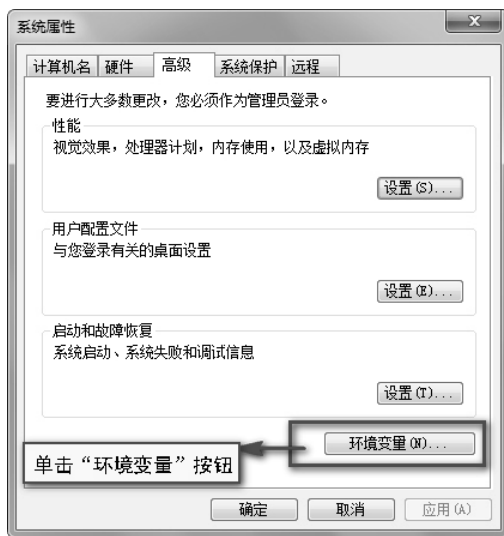 系统属性
计算机名 硬件 高级 系统保护 远程
要进行大多数更改，您必须作为管理员登录。
性能
视觉效果，处理器计划，内存使用，以及虚拟内存
设置(S)...
用户配置文件
与您登录有关的桌面设置
设置(E)...
启动和故障恢复
系统启动、系统失败和调试信息
设置(T)...
环境变量(N)...
单击“环境变量”按钮
确定 取消 应用(A)